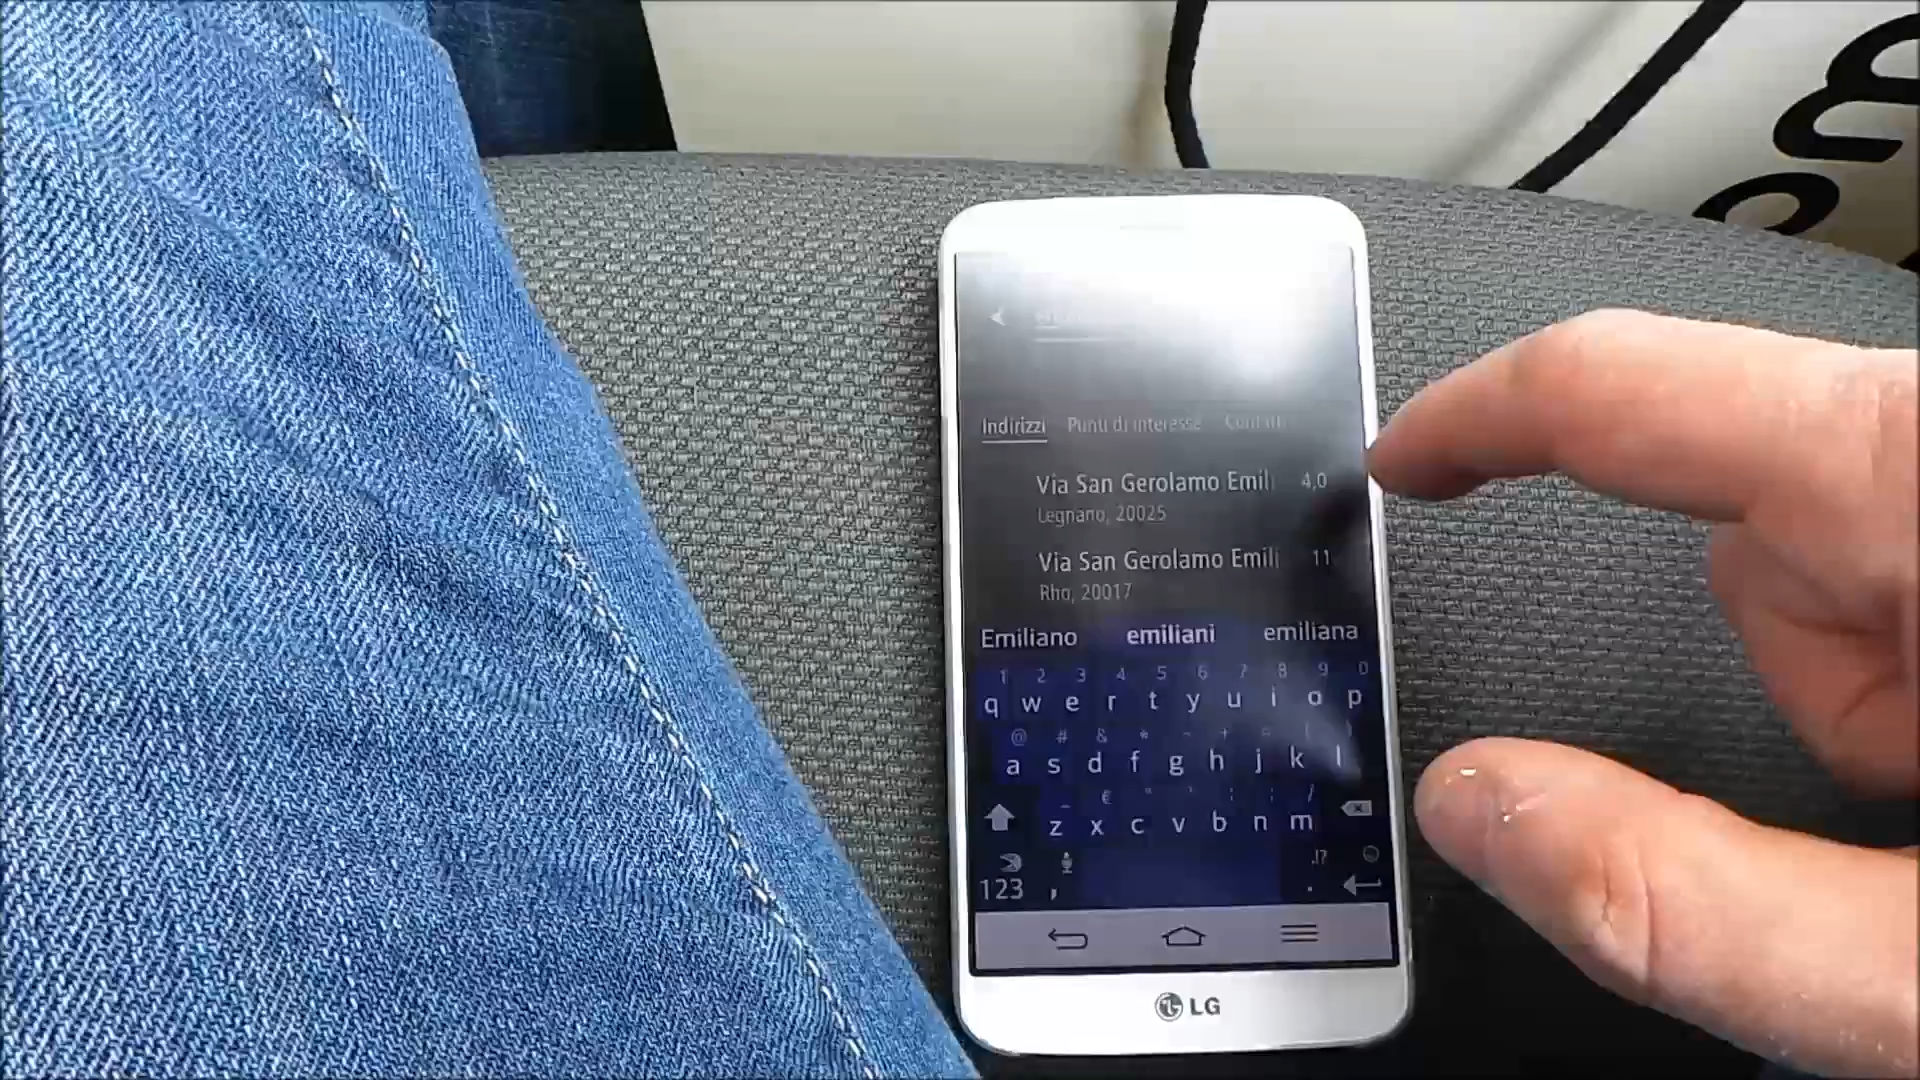 Indirizzi Punti di interesse Contatti
Via San Gerolamo Emili 4,0
Legnano, 20025
Via San Gerolamo Emili 11
Rho, 20017
Emiliano emiliani emiliana
1 2 3 4 5 6 7 8 9 0
q w e r t y u i o p
@ # & * - +
a s d f g h j k l
_ € " ' : ; /
z x c v b n m
.!?
123 , .
LG